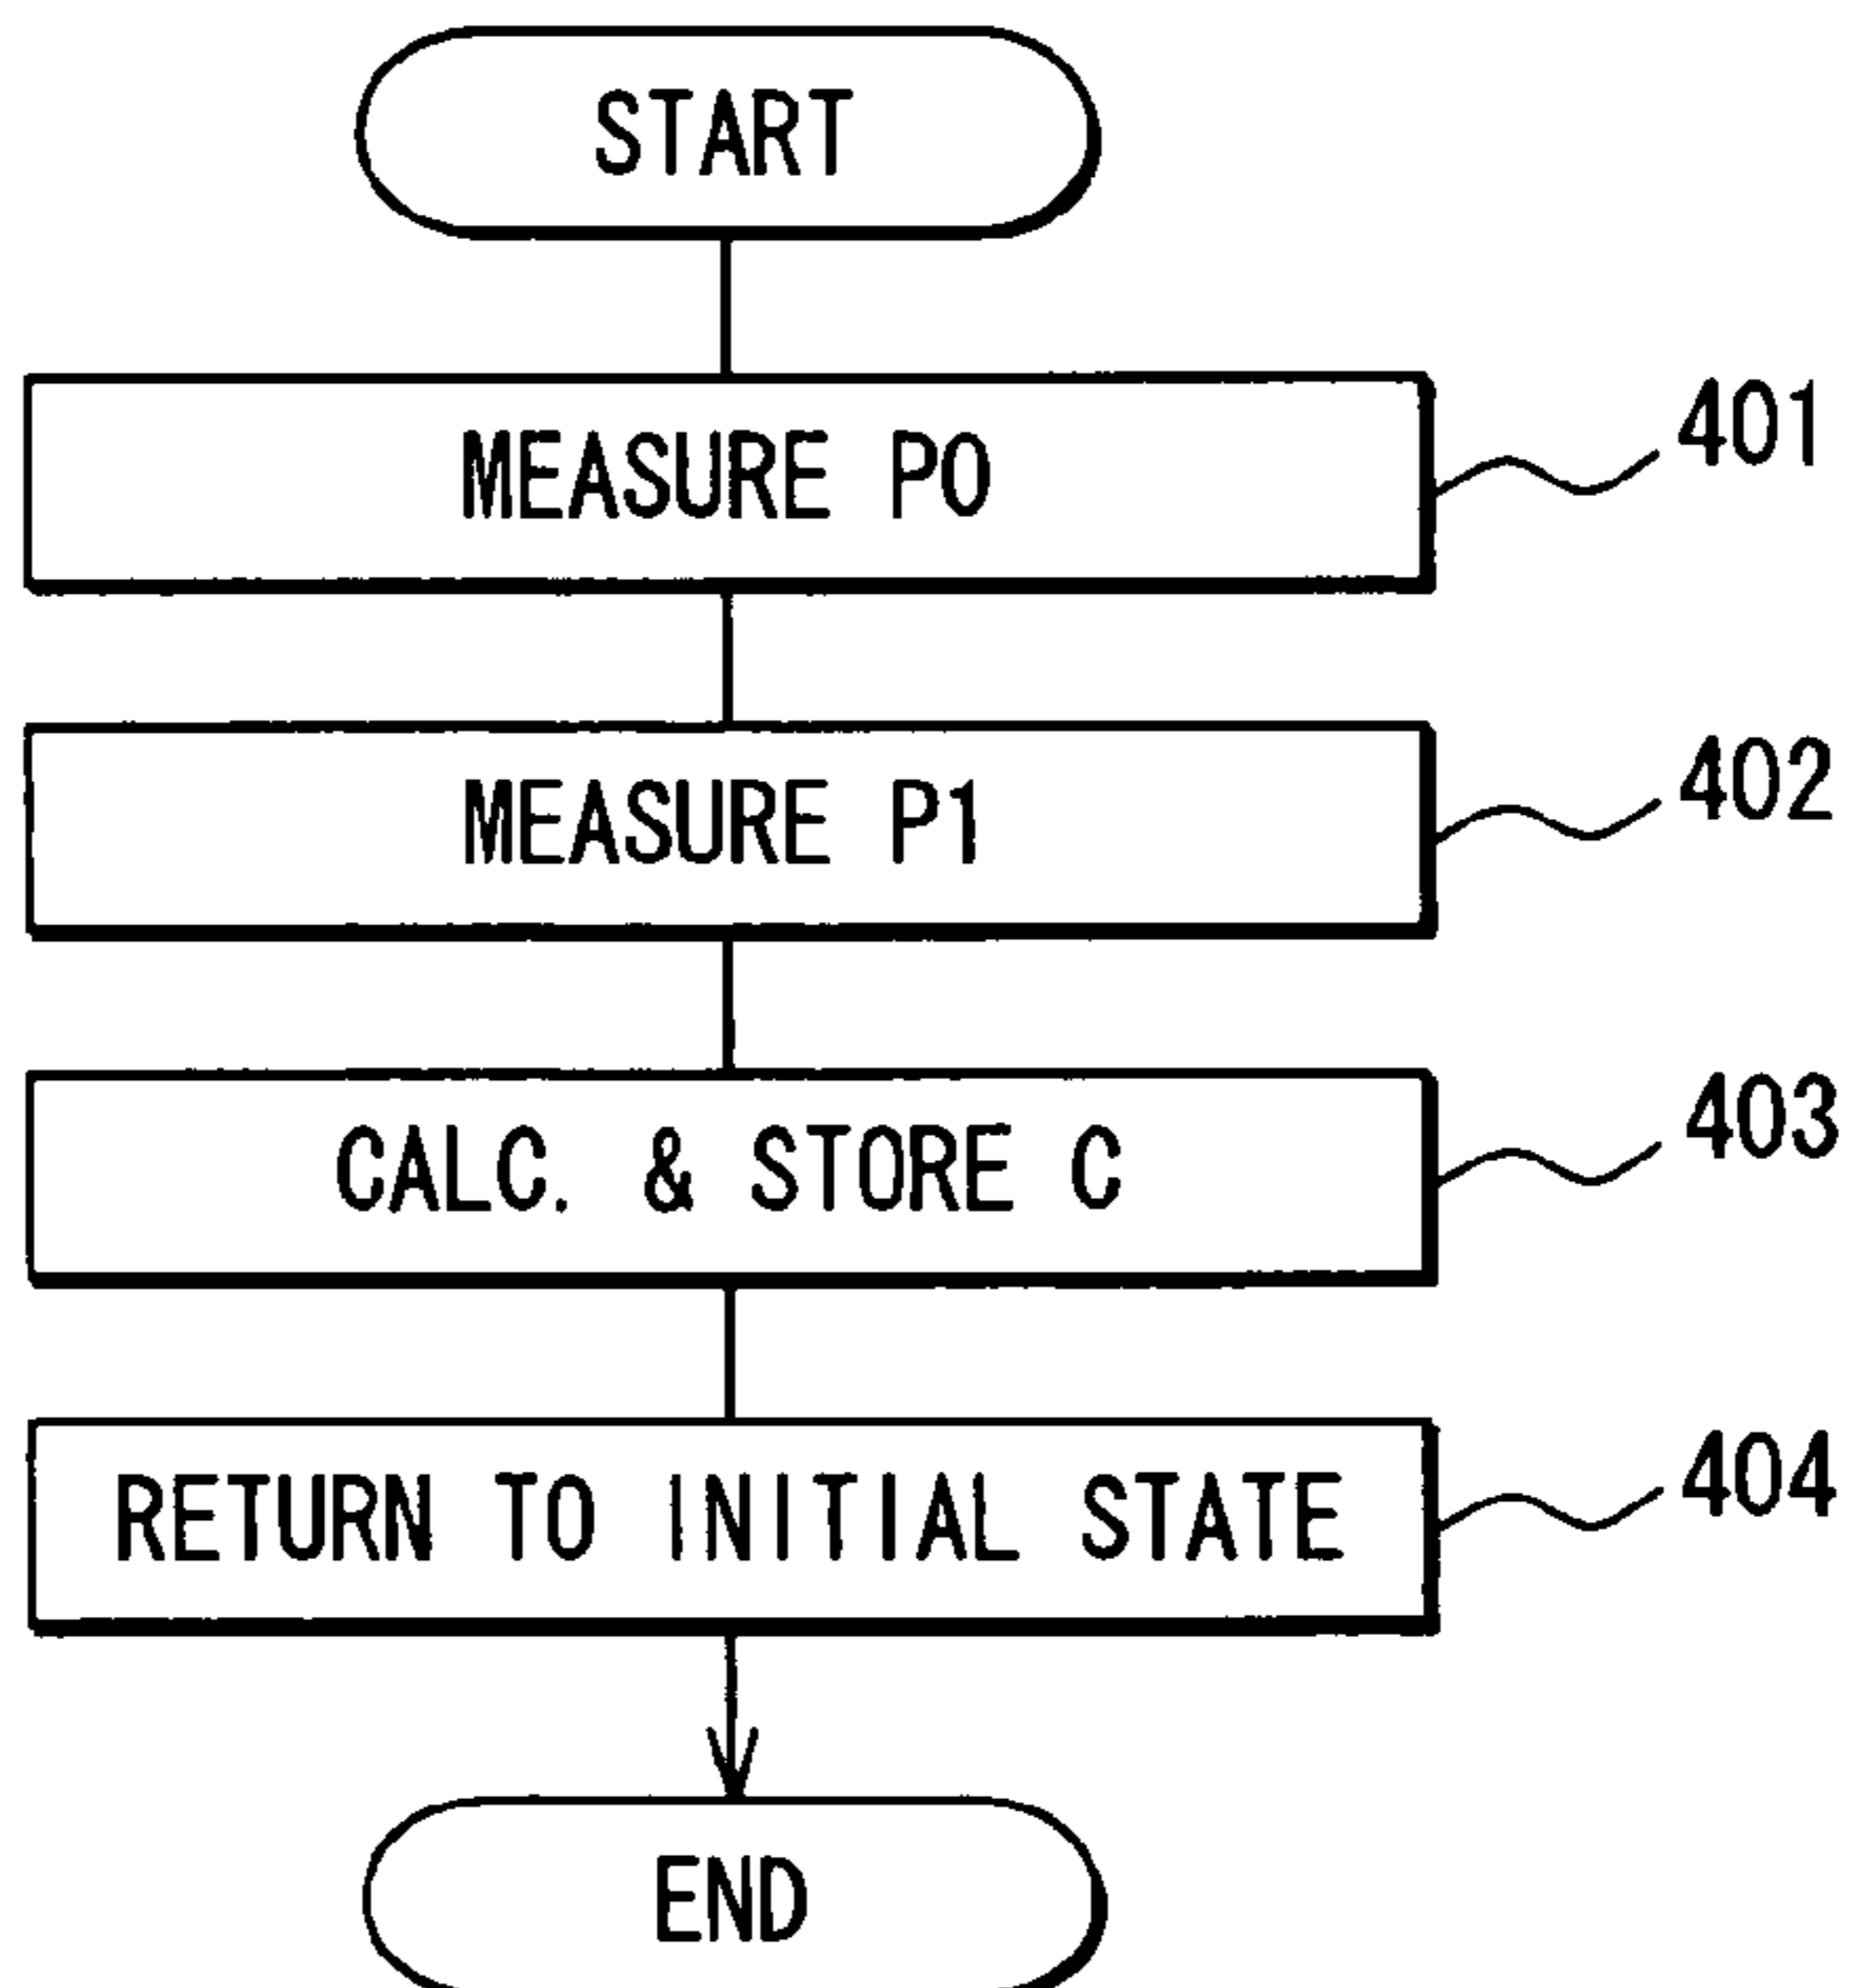 START
MEASURE P0
401
MEASURE P1
402
CALC. & STORE C
403
RETURN TO INITIAL STATE
404
END